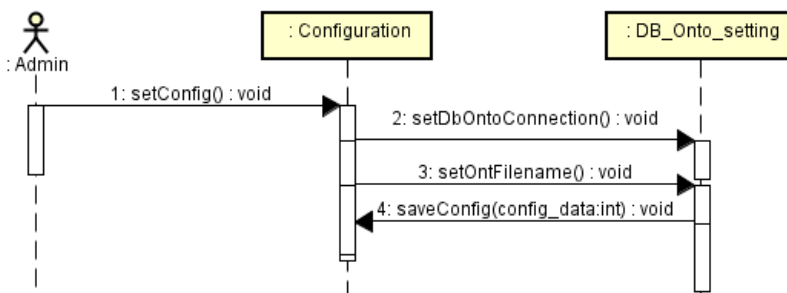 : Configuration
: DB_Onto_setting
: Admin
1: setConfig() : void
2: setDbOntoConnection() : void
3: setOntFilename() : void
4: saveConfig(config_data:int) : void